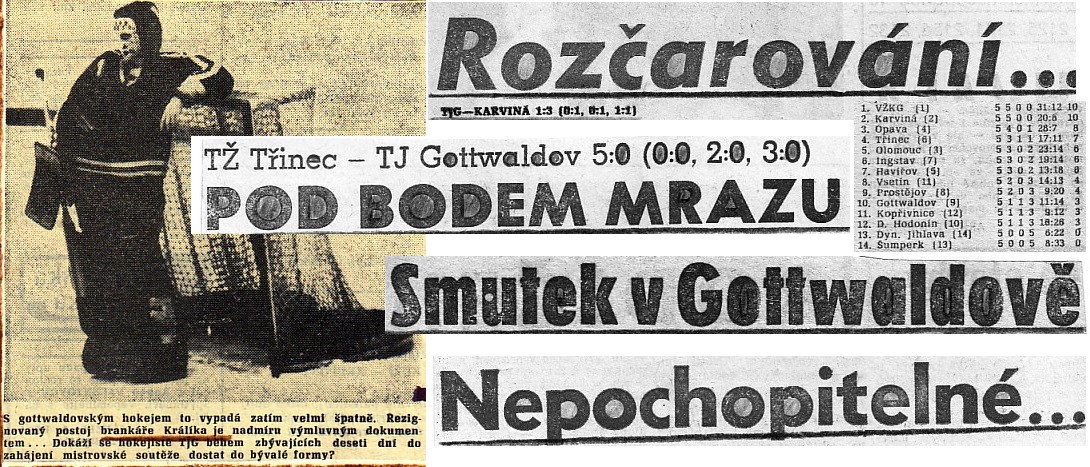 Rozčarování...
TJG—KARVINÁ 1:3 (0:1, 0:1, 1:1)
1. VŽKG (1) 5 5 0 0 31:12 10
2. Karviná (2) 5 5 0 0 20:8 10
3. Opava (4) 5 4 0 1 28:7 8
4. Třinec (6) 5 3 1 1 17:11 7
5. Olomouc (3) 5 3 0 2 23:14 6
6. Ingstav (7) 5 3 0 2 19:14 6
7. Havířov (5) 5 3 0 2 13:18 6
8. Vsetín (11) 5 2 0 3 14:13 4
9. Prostějov (8) 5 2 0 3 9:20 4
10. Gottwaldov (9) 5 1 1 3 11:14 3
11. Kopřivnice (12) 5 1 1 3 9:12 3
12. D. Hodonín (10) 5 1 1 3 16:26 3
13. Dyn. Jihlava (14) 5 0 0 5 6:22 0
14. Šumperk (13) 5 0 0 5 8:33 0
TŽ Třinec – TJ Gottwaldov 5:0 (0:0, 2:0, 3:0)
POD BODEM MRAZU
Smutek v Gottwaldově
Nepochopitelné...
S gottwaldovským hokejem to vypadá zatím velmi špatně. Rezig-
novaný postoj brankáře Králíka je nadmíru výmluvným dokumen-
tem... Dokáží se hokejisté TJG během zbývajících deseti dní do
zahájení mistrovské soutěže dostat do bývalé formy?